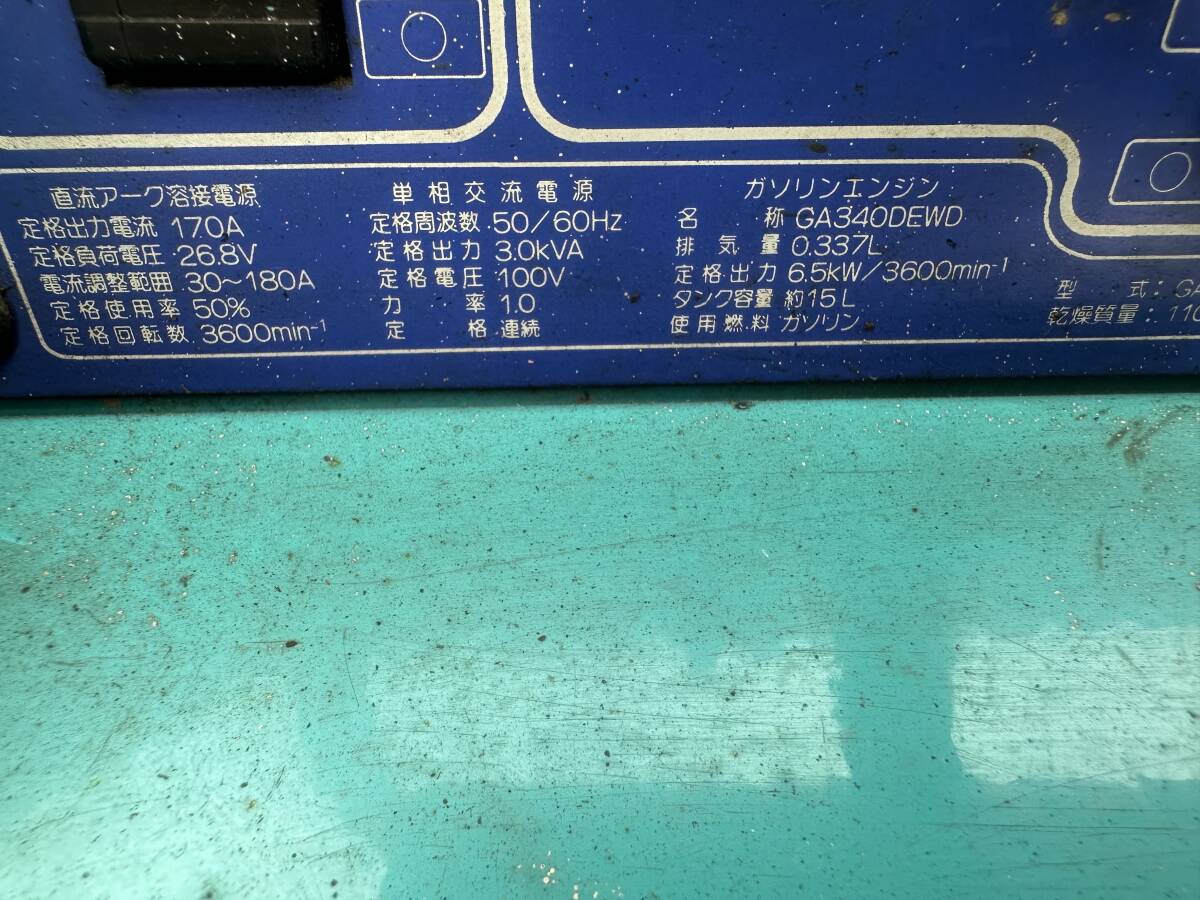 直流アーク溶接電源
定格出力電流 170A
定格負荷電圧 26.8V
電流調整範囲 30～180A
定格使用率 50%
定格回転数 3600min⁻¹
単相交流電源
定格周波数 50/60Hz
定格出力 3.0kVA
定格電圧 100V
力率 1.0
定格 連続
ガソリンエンジン
名称 GA340DEWD
排気量 0.337L
定格出力 6.5kW/3600min⁻¹
タンク容量 約15L
使用燃料 ガソリン
型式：GA
乾燥質量：110